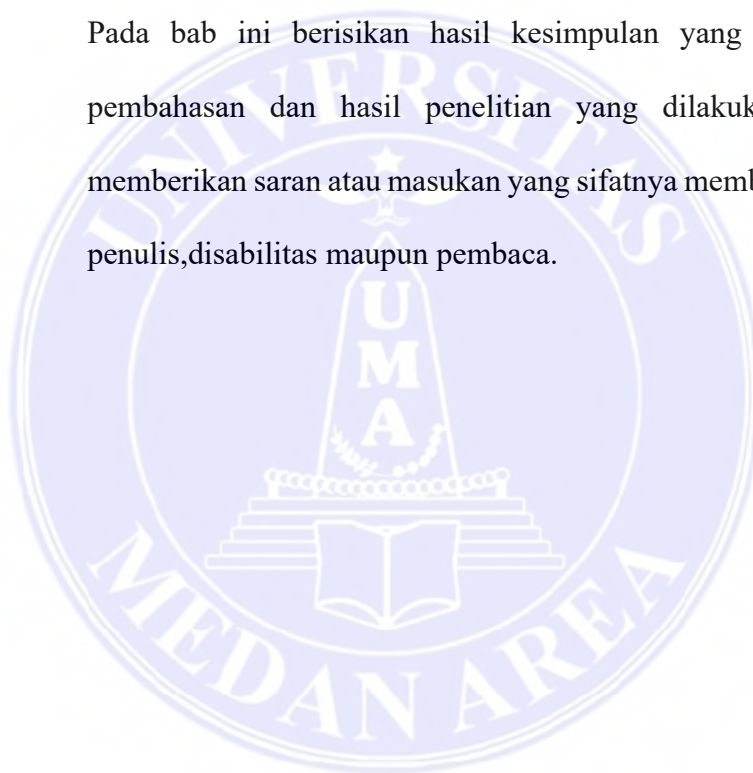 Pada bab ini berisikan hasil kesimpulan yang
pembahasan dan hasil penelitian yang
memberikan saran atau masukan yang sifatnya
penulis,disabilitas maupun pembaca.
UNIVERSITAS
UMA
MEDAN AREA